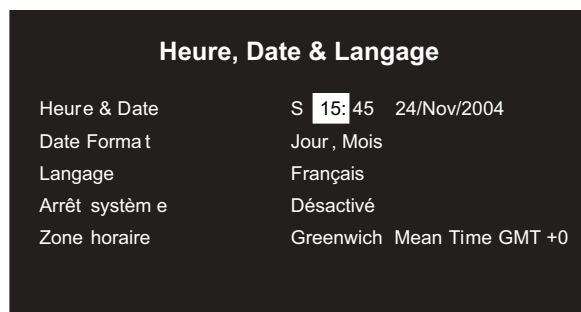 Heure, Date & Langage
Heure & Date S 15: 45 24/Nov/2004
Date Format Jour, Mois
Langage Français
Arrêt système Désactivé
Zone horaire Greenwich Mean Time GMT +0